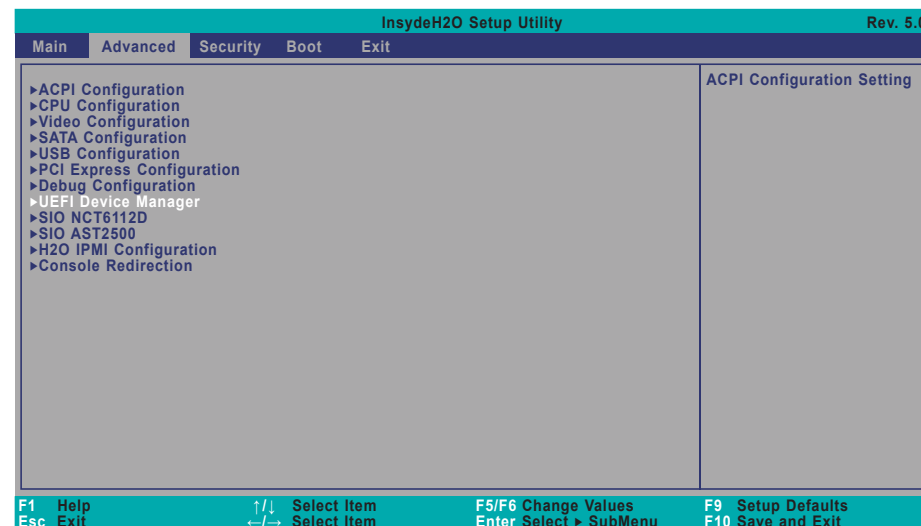 InsydeH2O Setup Utility Rev. 5.
Main Advanced Security Boot Exit
▶ACPI Configuration
▶CPU Configuration
▶Video Configuration
▶SATA Configuration
▶USB Configuration
▶PCI Express Configuration
▶Debug Configuration
▶UEFI Device Manager
▶SIO NCT6112D
▶SIO AST2500
▶H2O IPMI Configuration
▶Console Redirection
ACPI Configuration Setting
F1 Help ↑/↓ Select Item F5/F6 Change Values F9 Setup Defaults
Esc Exit ←/→ Select Item Enter Select ▶ SubMenu F10 Save and Exit